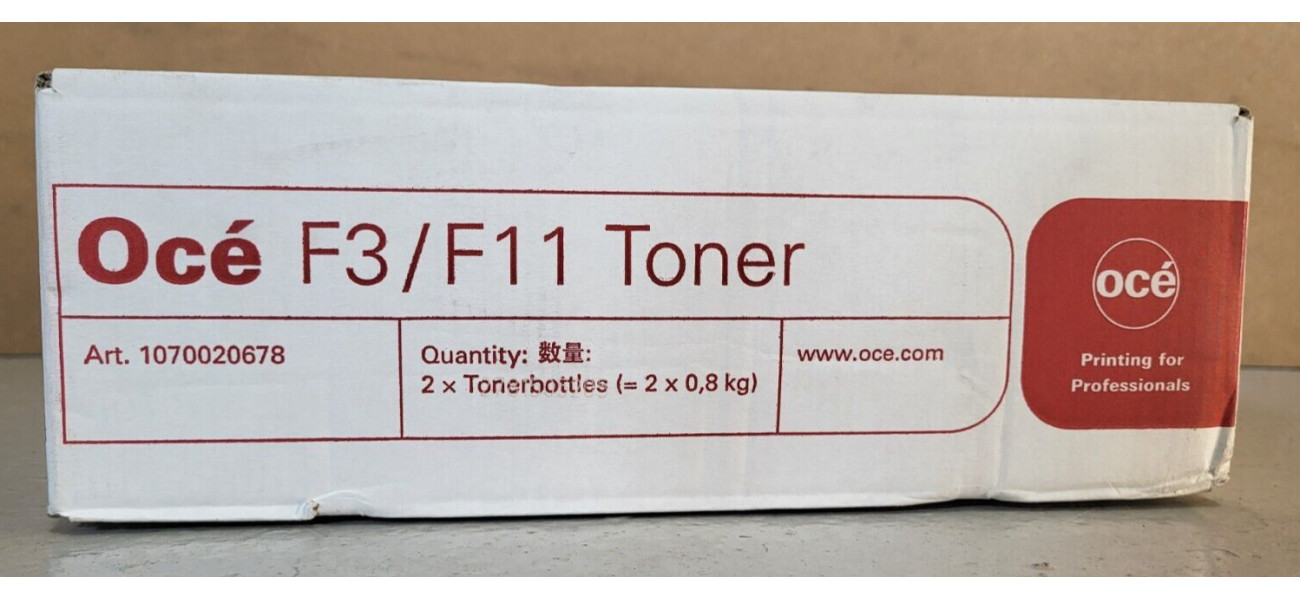 Océ F3/F11 Toner
Art. 1070020678
Quantity: 数量:
2 x Tonerbottles (= 2 x 0,8 kg)
www.oce.com
océ
Printing for
Professionals